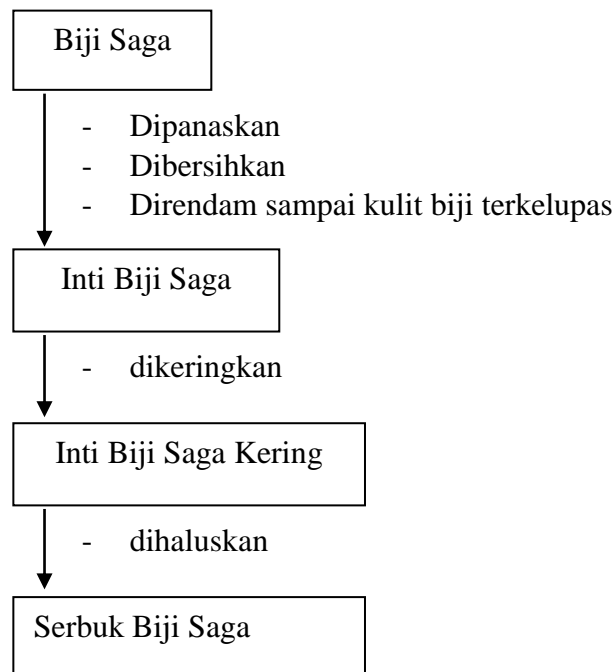 Biji Saga
- Dipanaskan
- Dibersihkan
- Direndam sampai kulit biji terkelupas
Inti Biji Saga
- dikeringkan
Inti Biji Saga Kering
- dihaluskan
Serbuk Biji Saga